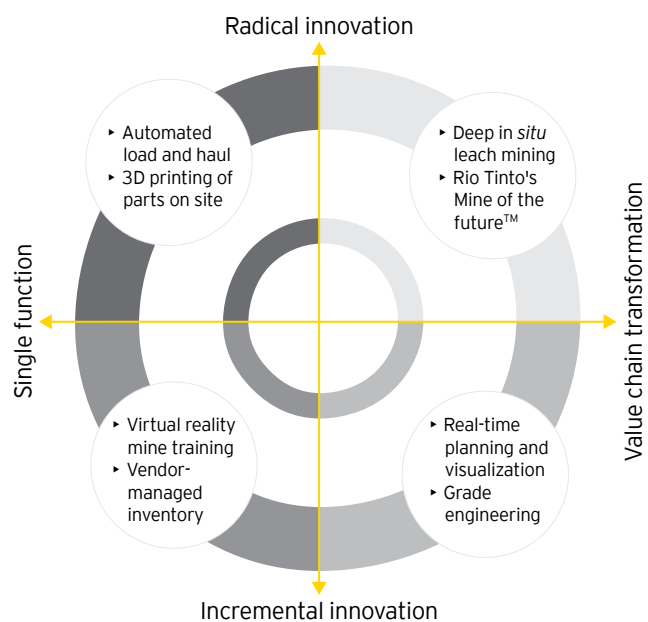 Radical innovation
‣ Automated
load and haul
‣ 3D printing of
parts on site
‣ Deep in situ
leach mining
‣ Rio Tinto's
Mine of the
future™
Single function
Value chain transformation
‣ Virtual reality
mine training
‣ Vendor-
managed
inventory
‣ Real-time
planning and
visualization
‣ Grade
engineering
Incremental innovation